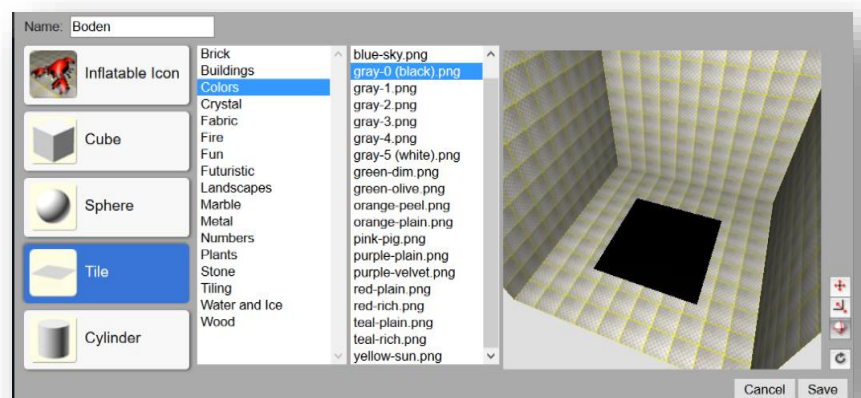 Name: Boden
Inflatable Icon
Cube
Sphere
Tile
Cylinder
Brick
Buildings
Colors
Crystal
Fabric
Fire
Fun
Futuristic
Landscapes
Marble
Metal
Numbers
Plants
Stone
Tiling
Water and Ice
Wood
blue-sky.png
gray-0 (black).png
gray-1.png
gray-2.png
gray-3.png
gray-4.png
gray-5 (white).png
green-dim.png
green-olive.png
orange-peel.png
orange-plain.png
pink-pig.png
purple-plain.png
purple-velvet.png
red-plain.png
red-rich.png
teal-plain.png
teal-rich.png
yellow-sun.png
Cancel Save